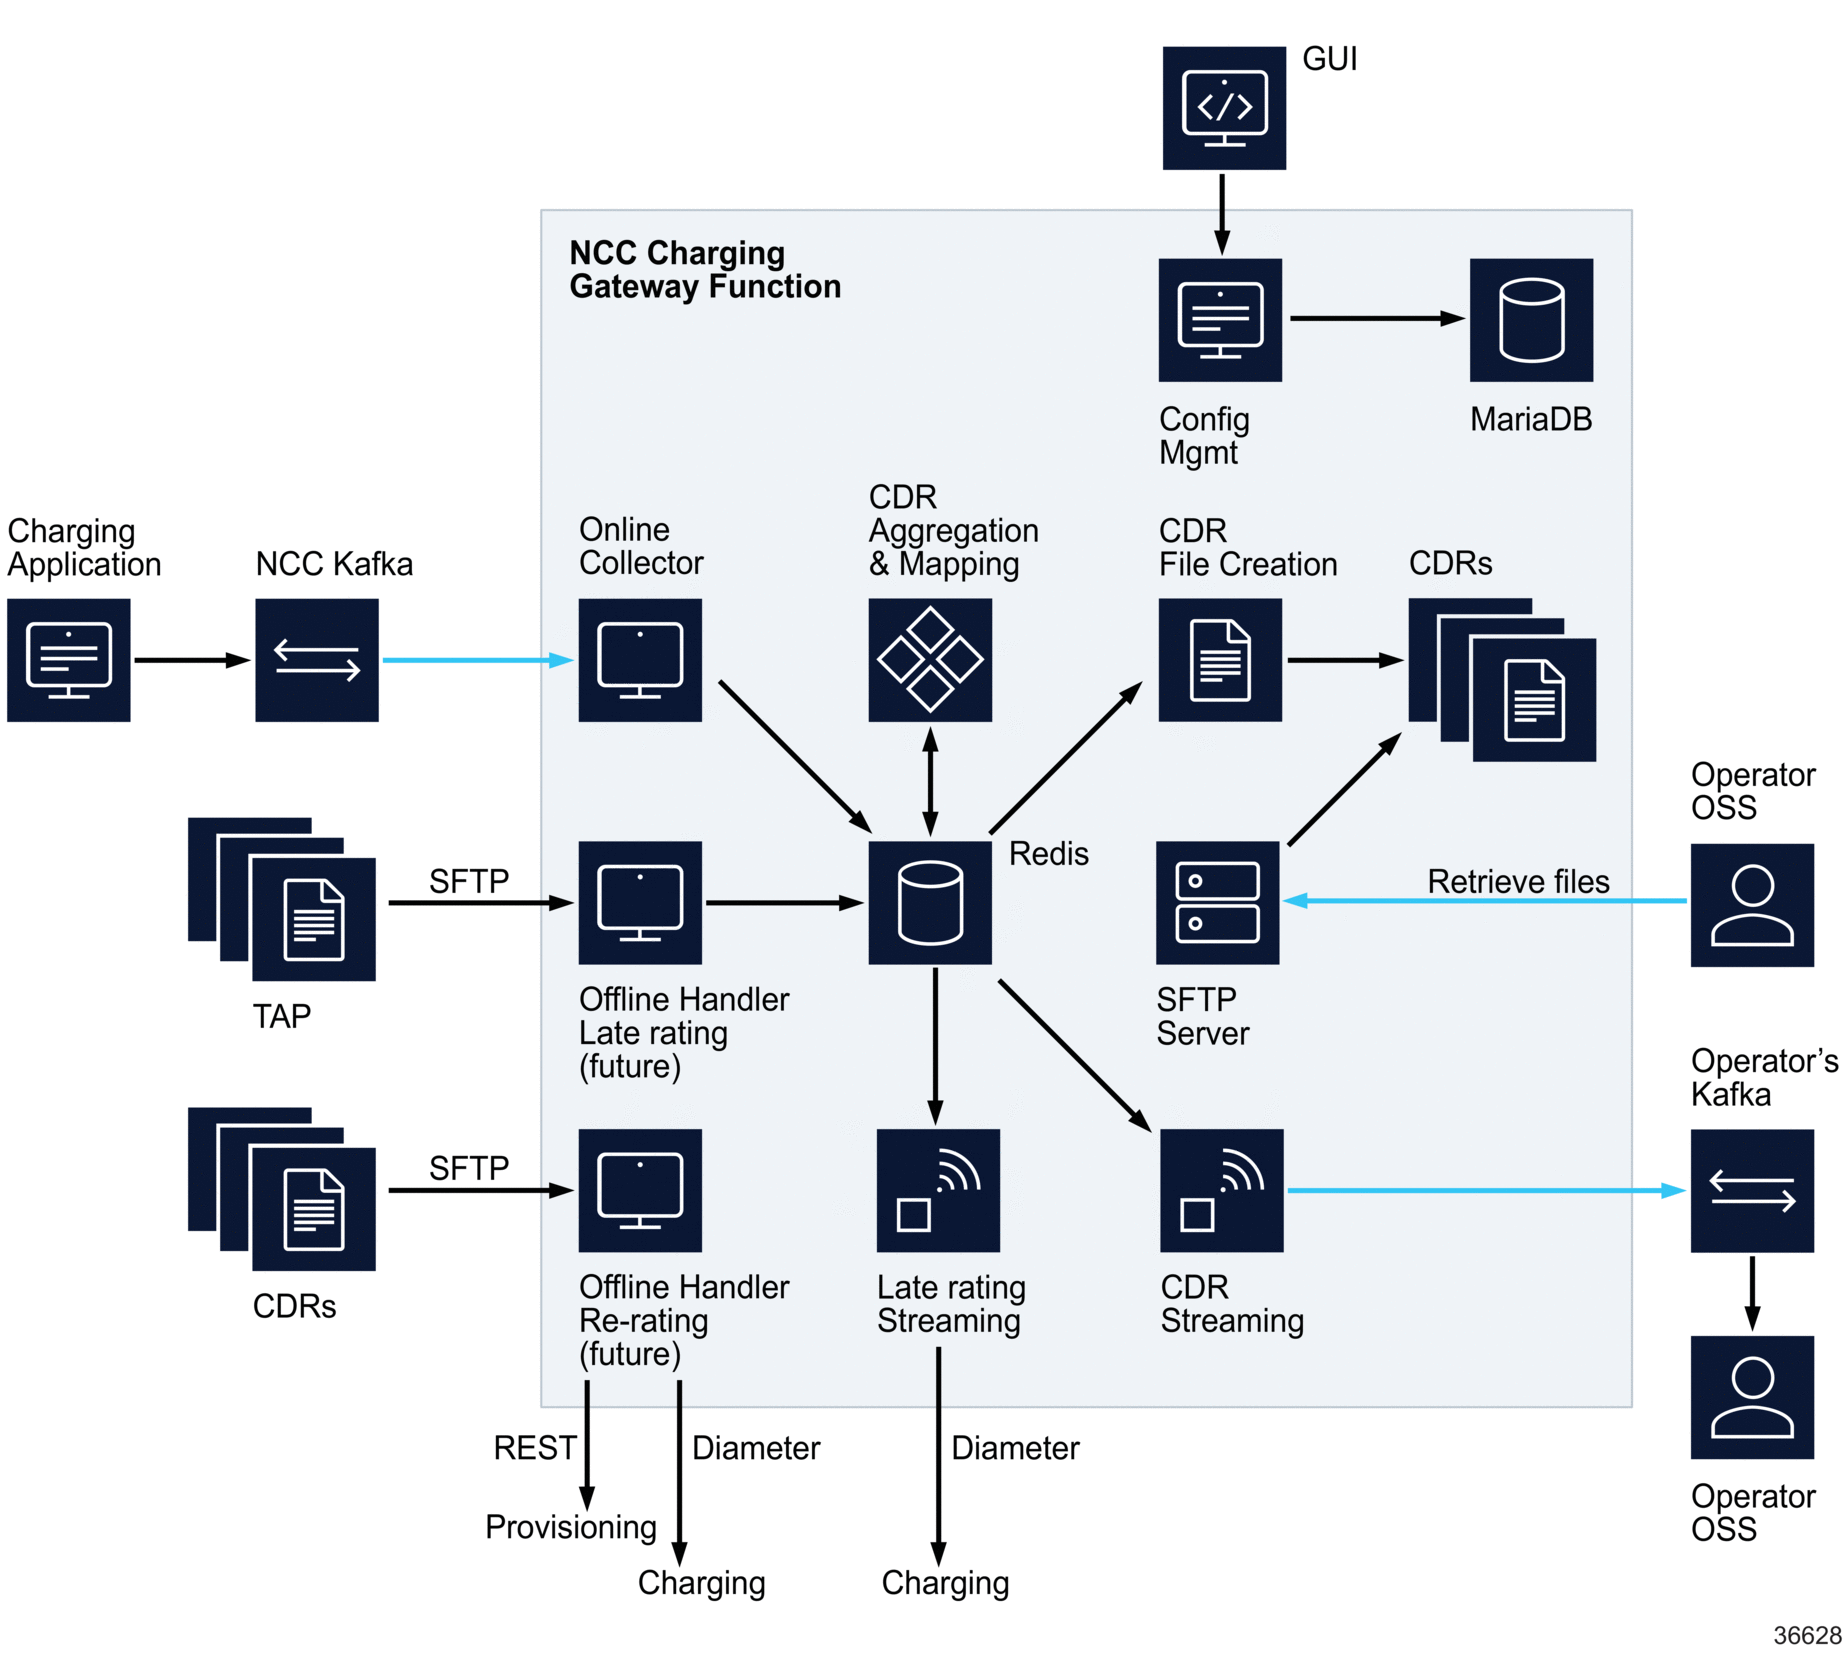 GUI
NCC Charging
Gateway Function
Config
Mgmt
MariaDB
Charging
Application
NCC Kafka
Online
Collector
CDR
Aggregation
& Mapping
CDR
File Creation
CDRs
Operator
OSS
Redis
SFTP
Retrieve files
TAP
Offline Handler
Late rating
(future)
SFTP
Server
Operator’s
Kafka
SFTP
CDRs
Offline Handler
Re-rating
(future)
Late rating
Streaming
CDR
Streaming
REST
Diameter
Diameter
Provisioning
Charging
Charging
Operator
OSS
36628